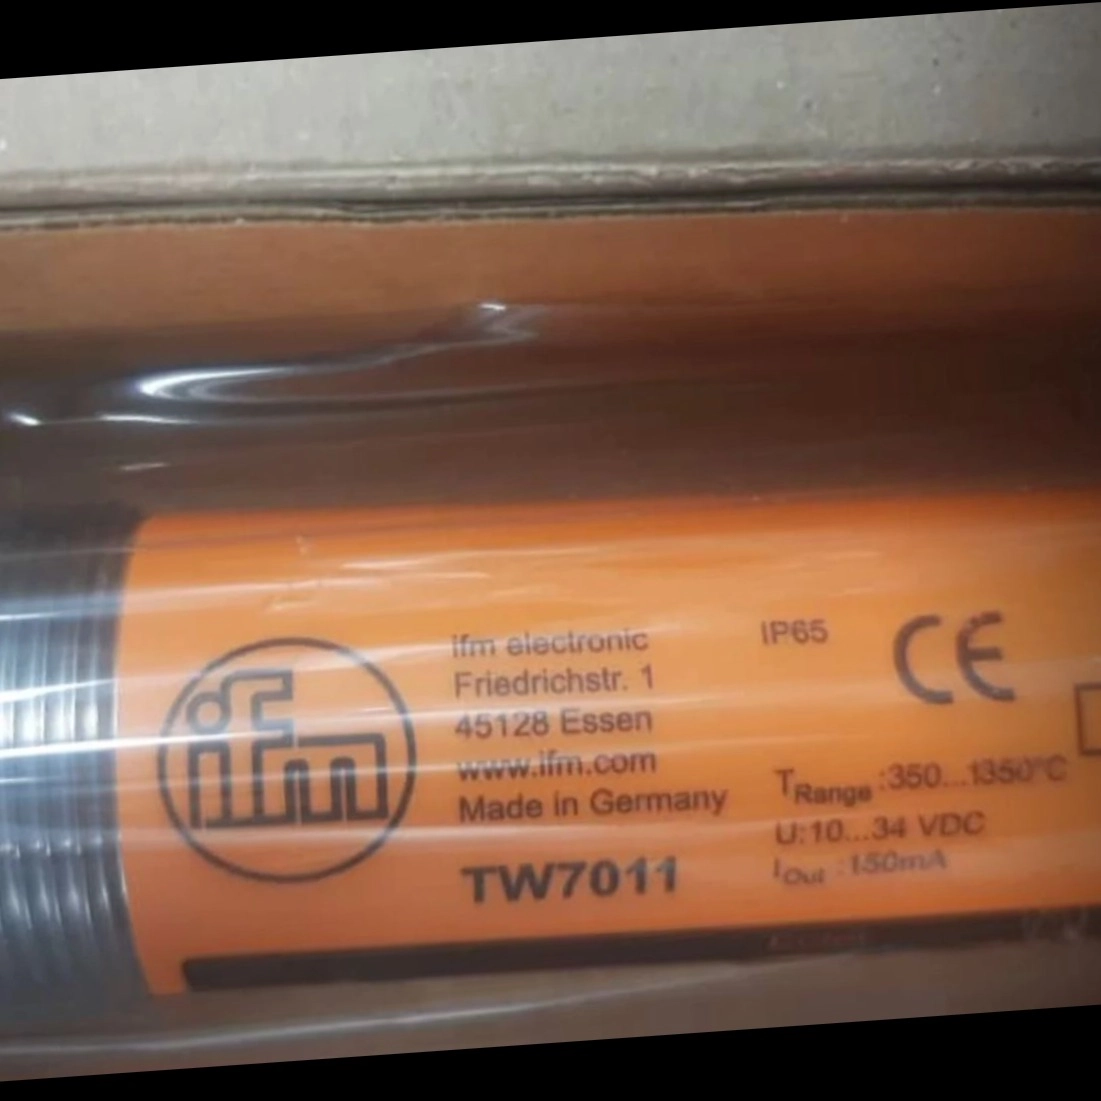 ifm
ifm electronic
Friedrichstr. 1
45128 Essen
www.ifm.com
Made in Germany
TW7011
IP65
CE
TRange :350...1350°C
U:10...34 VDC
IOut :150mA